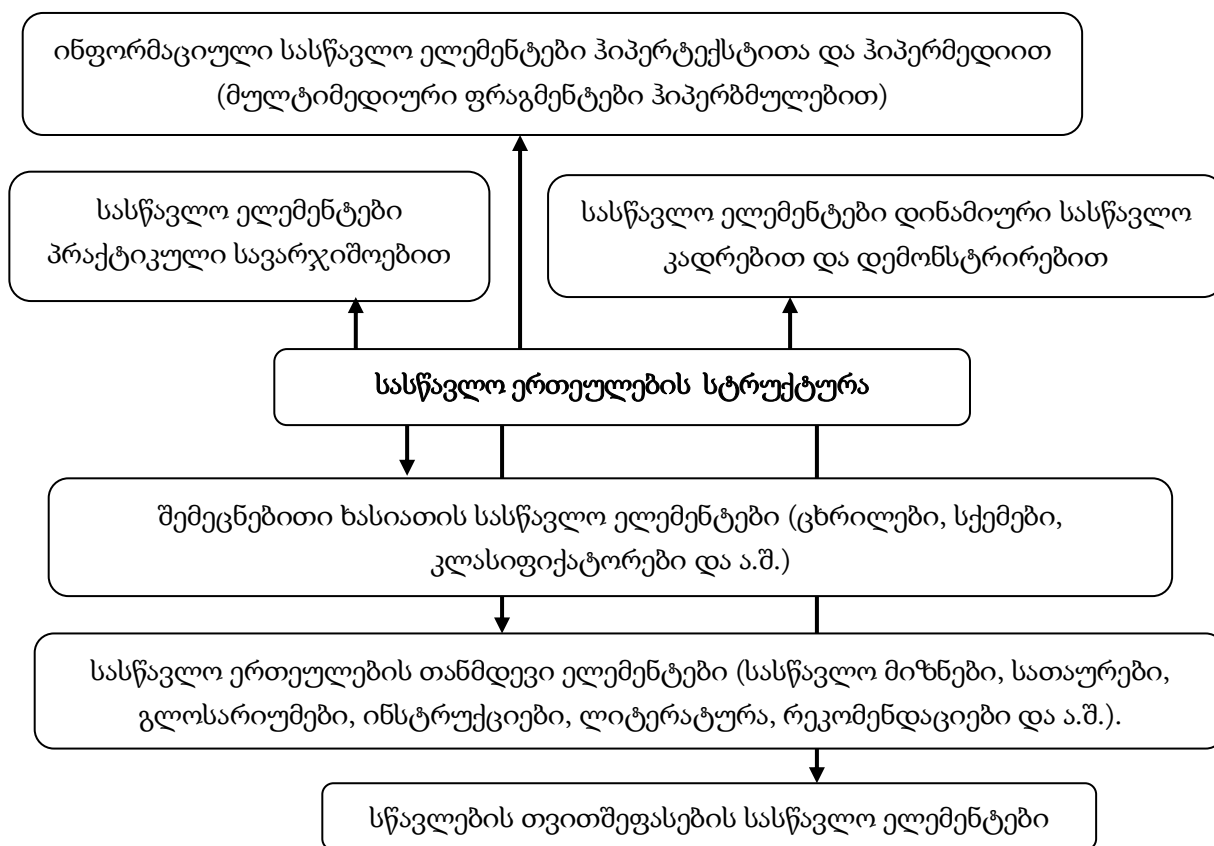 ინფორმაციული სასწავლო ელემენტები ჰიპერტექსტითა და ჰიპერმედიით
(მულტიმედიური ფრაგმენტები ჰიპერბმულებით)
სასწავლო ელემენტები
პრაქტიკული სავარჯიშოებით
სასწავლო ელემენტები დინამიური სასწავლო
კადრებით და დემონსტრირებით
სასწავლო ერთეულების სტრუქტურა
შემეცნებითი ხასიათის სასწავლო ელემენტები (ცხრილები, სქემები,
კლასიფიქატორები და ა.შ.)
სასწავლო ერთეულების თანმდევი ელემენტები (სასწავლო მიზნები, სათაურები,
გლოსარიუმები, ინსტრუქციები, ლიტერატურა, რეკომენდაციები და ა.შ.).
სწავლების თვითშეფასების სასწავლო ელემენტები